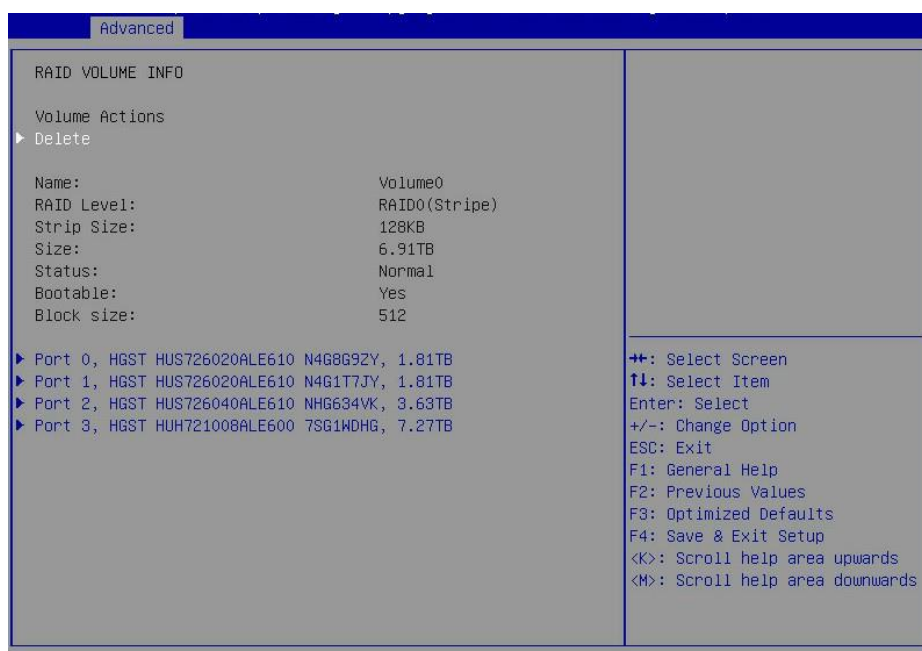 Advanced
RAID VOLUME INFO
Volume Actions
Delete
Name: Volume0
RAID Level: RAID0(Stripe)
Strip Size: 128KB
Size: 6.91TB
Status: Normal
Bootable: Yes
Block size: 512
Port 0, HGST HUS726020ALE610 N4G8G9ZY, 1.81TB
Port 1, HGST HUS726020ALE610 N4G1T7JY, 1.81TB
Port 2, HGST HUS726040ALE610 NHG634VK, 3.63TB
Port 3, HGST HUH721008ALE600 7SG1WDHG, 7.27TB
→←: Select Screen
↑↓: Select Item
Enter: Select
+/-: Change Option
ESC: Exit
F1: General Help
F2: Previous Values
F3: Optimized Defaults
F4: Save & Exit Setup
<K>: Scroll help area upwards
<M>: Scroll help area downwards